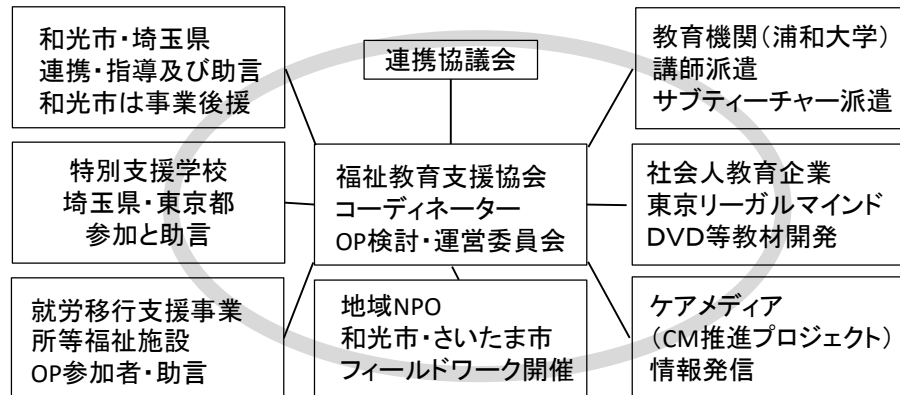 和光市・埼玉県
連携・指導及び助言
和光市は事業後援
連携協議会
教育機関（浦和大学）
講師派遣
サブティーチャー派遣
特別支援学校
埼玉県・東京都
参加と助言
福祉教育支援協会
コーディネーター
OP検討・運営委員会
社会人教育企業
東京リーガルマインド
DVD等教材開発
就労移行支援事業
所等福祉施設
OP参加者・助言
地域NPO
和光市・さいたま市
フィールドワーク開催
ケアメディア
（CM推進プロジェクト）
情報発信